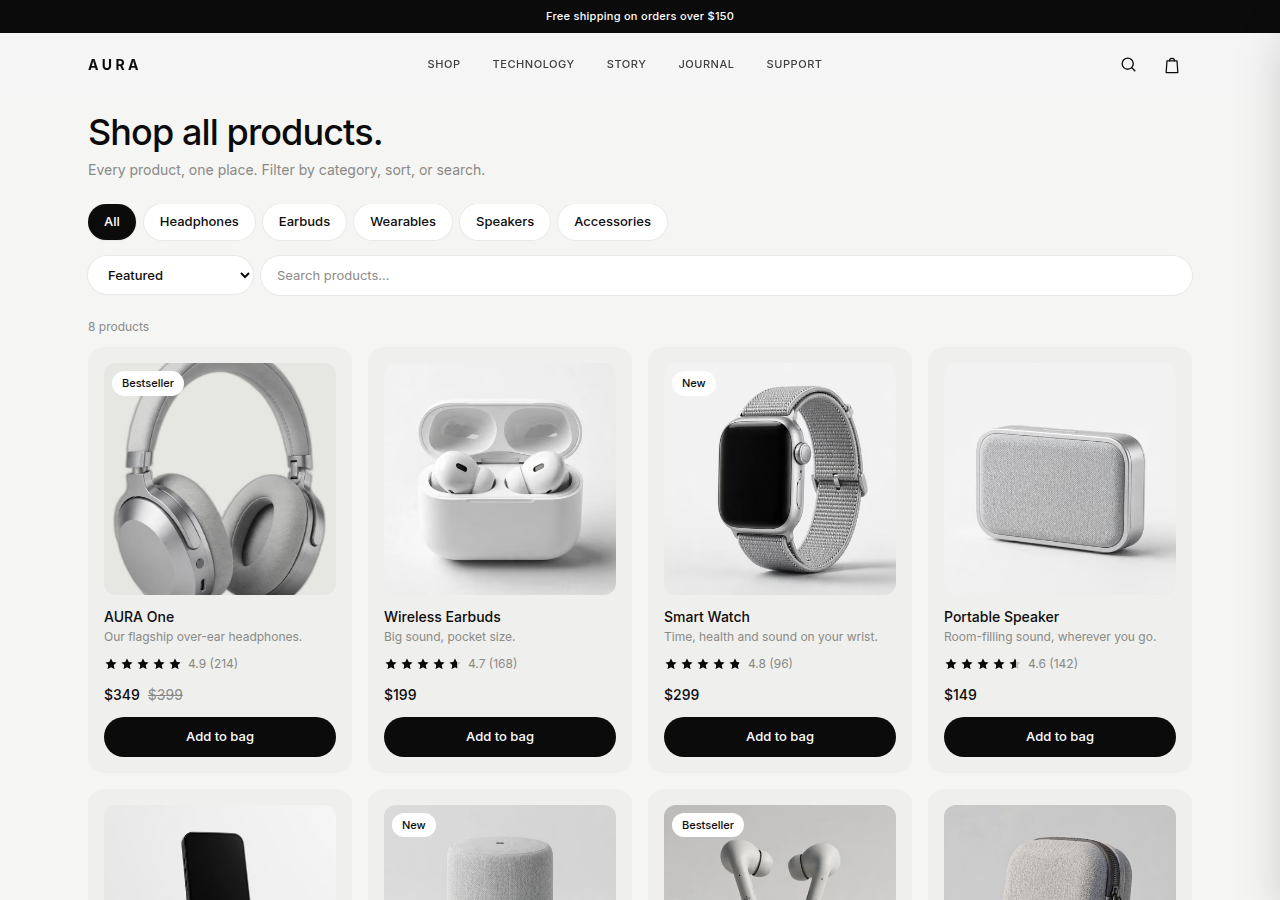 Free shipping on orders over $150
AURA
SHOP TECHNOLOGY STORY JOURNAL SUPPORT
Shop all products.
Every product, one place. Filter by category, sort, or search.
All Headphones Earbuds Wearables Speakers Accessories
Featured Search products...
8 products
Bestseller New
AURA One Wireless Earbuds Smart Watch Portable Speaker
Our flagship over-ear headphones. Big sound, pocket size. Time, health and sound on your wrist. Room-filling sound, wherever you go.
4.9 (214) 4.7 (168) 4.8 (96) 4.6 (142)
$349 $399 $199 $299 $149
Add to bag Add to bag Add to bag Add to bag
New Bestseller